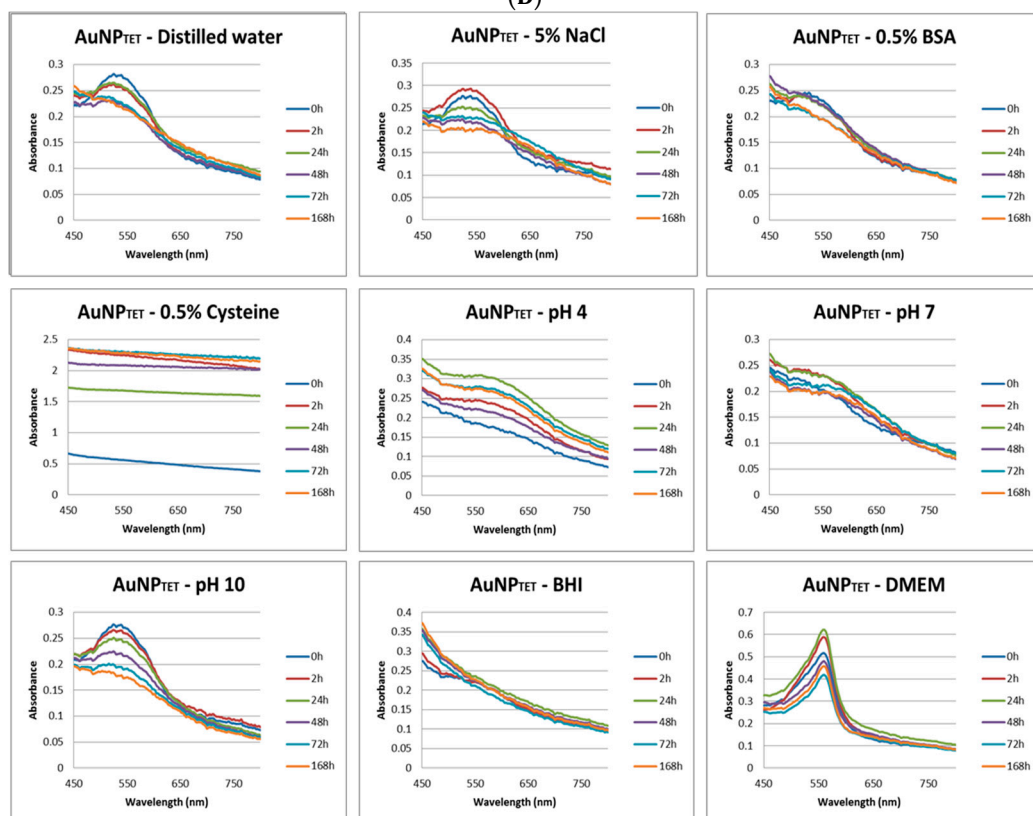 (B)
AuNPTET - Distilled water
Absorbance
0.3
0.25
0.2
0.15
0.1
0.05
0
450 550 650 750
Wavelength (nm)
0h
2h
24h
48h
72h
168h
AuNPTET - 5% NaCl
Absorbance
0.35
0.3
0.25
0.2
0.15
0.1
0.05
0
450 550 650 750
Wavelength (nm)
0h
2h
24h
48h
72h
168h
AuNPTET - 0.5% BSA
Absorbance
0.3
0.25
0.2
0.15
0.1
0.05
0
450 550 650 750
Wavelength (nm)
0h
2h
24h
48h
72h
168h
AuNPTET - 0.5% Cysteine
Absorbance
2.5
2
1.5
1
0.5
0
450 550 650 750
Wavelength (nm)
0h
2h
24h
48h
72h
168h
AuNPTET - pH 4
Absorbance
0.4
0.35
0.3
0.25
0.2
0.15
0.1
0.05
0
450 550 650 750
Wavelength (nm)
0h
2h
24h
48h
72h
168h
AuNPTET - pH 7
Absorbance
0.3
0.25
0.2
0.15
0.1
0.05
0
450 550 650 750
Wavelength (nm)
0h
2h
24h
48h
72h
168h
AuNPTET - pH 10
Absorbance
0.3
0.25
0.2
0.15
0.1
0.05
0
450 550 650 750
Wavelength (nm)
0h
2h
24h
48h
72h
168h
AuNPTET - BHI
Absorbance
0.4
0.35
0.3
0.25
0.2
0.15
0.1
0.05
0
450 550 650 750
Wavelength (nm)
0h
2h
24h
48h
72h
168h
AuNPTET - DMEM
Absorbance
0.7
0.6
0.5
0.4
0.3
0.2
0.1
0
450 550 650 750
Wavelength (nm)
0h
2h
24h
48h
72h
168h